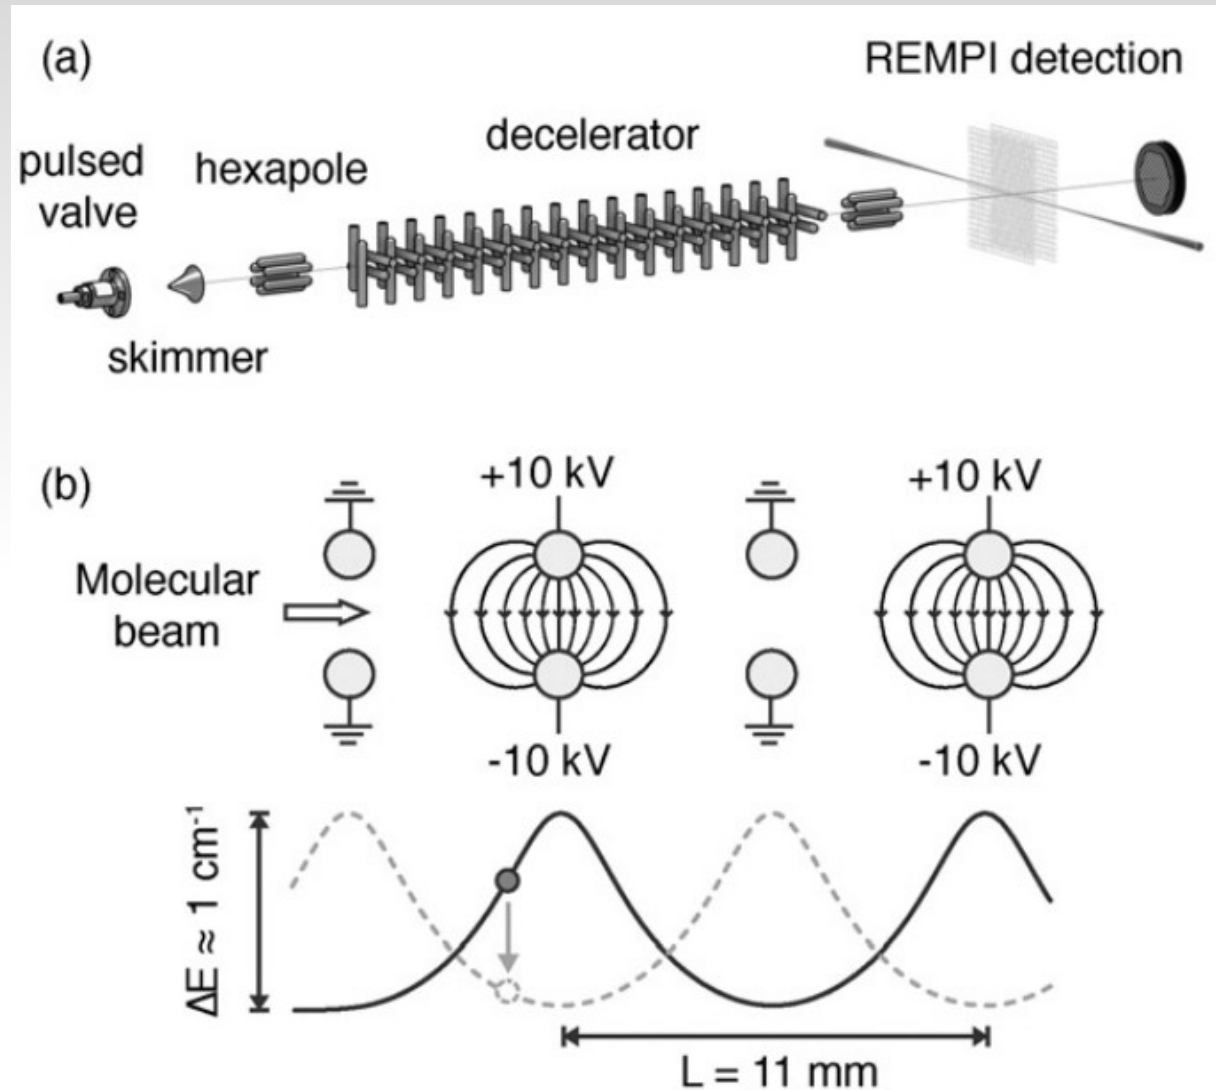 (a)
REMPI detection
decelerator
pulsed
valve
hexapole
skimmer
(b)
+10 kV
+10 kV
Molecular
beam
-10 kV
-10 kV
ΔE ≈ 1 cm⁻¹
L = 11 mm